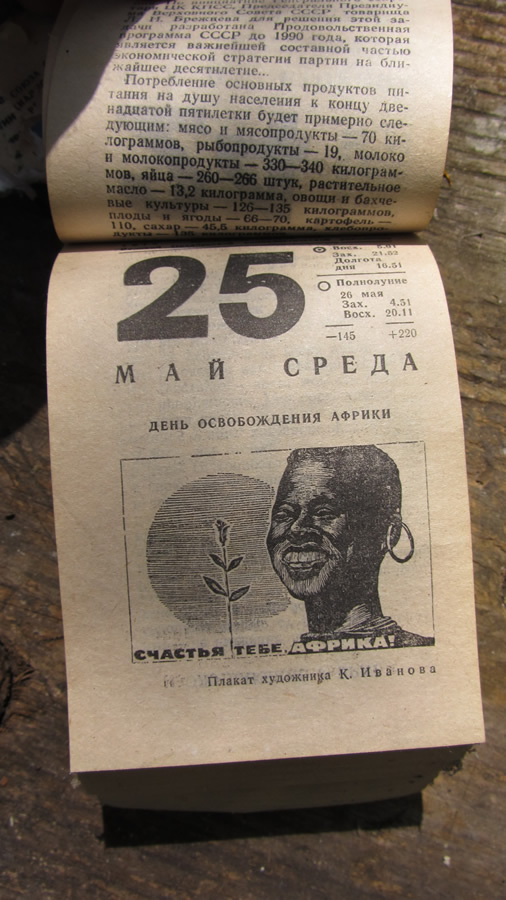 ЦК КПСС, Председателя Президиу-
Верховного Совета СССР товарища
Л. И. Брежнева для решения этой за-
дачи разработана Продовольственная
программа СССР до 1990 года, которая
является важнейшей составной частью
экономической стратегии партии на бли-
жайшее десятилетие...
Потребление основных продуктов пи-
тания на душу населения к концу две-
надцатой пятилетки будет примерно сле-
дующим: мясо и мясопродукты — 70 ки-
лограммов, рыбопродукты — 19, молоко
и молокопродукты — 330—340 килограм-
мов, яйца — 260—266 штук, растительное
масло — 13,2 килограмма, овощи и бахче-
вые культуры — 126—135 килограммов,
плоды и ягоды — 66—70, картофель —
110, сахар — 45,5 килограмма, хлебопро-
дукты — 135
25
Восх.
Зах. 21.52
Долгота
дня 16.51
Полнолуние
26 мая
Зах. 4.51
Восх. 20.11
—145 +220
МАЙ СРЕДА
ДЕНЬ ОСВОБОЖДЕНИЯ АФРИКИ
СЧАСТЬЯ ТЕБЕ, АФРИКА!
Плакат художника К. Иванова